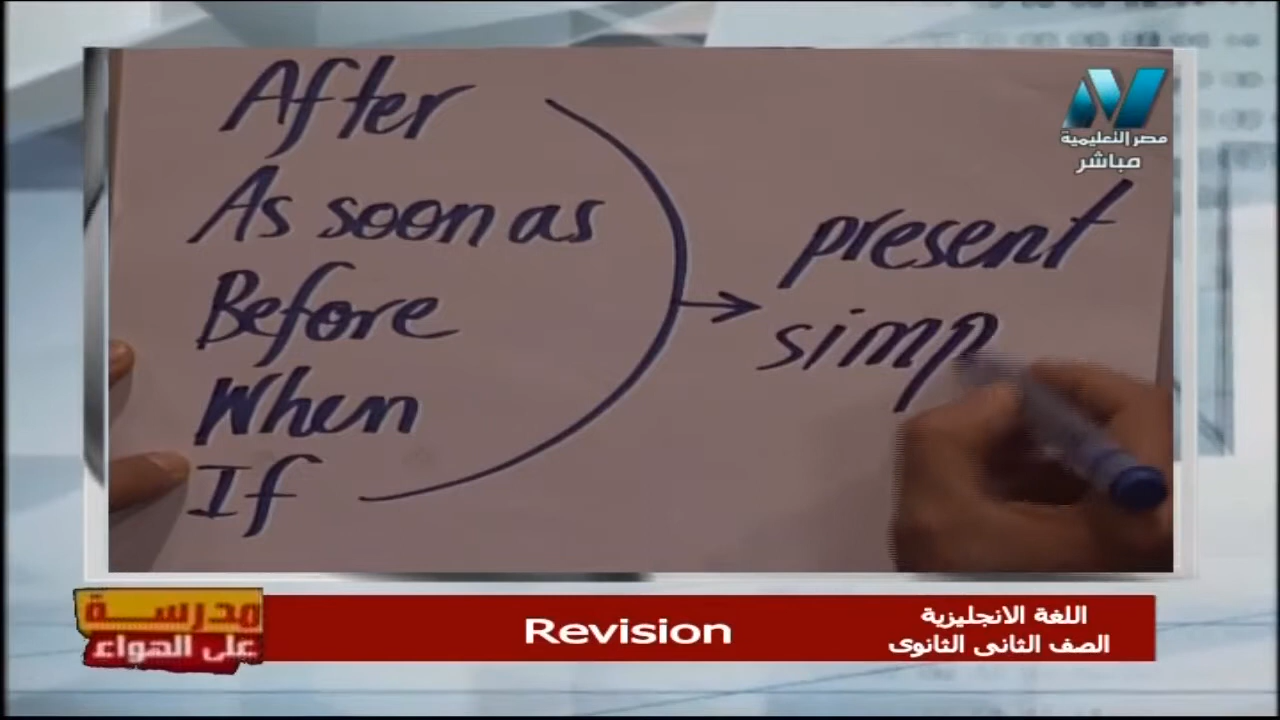 After
As soon as
Before
When
If
present
simp
مصر التعليمية
مباشر
مدرسة
على الهواء
Revision
اللغة الانجليزية
الصف الثانى الثانوى